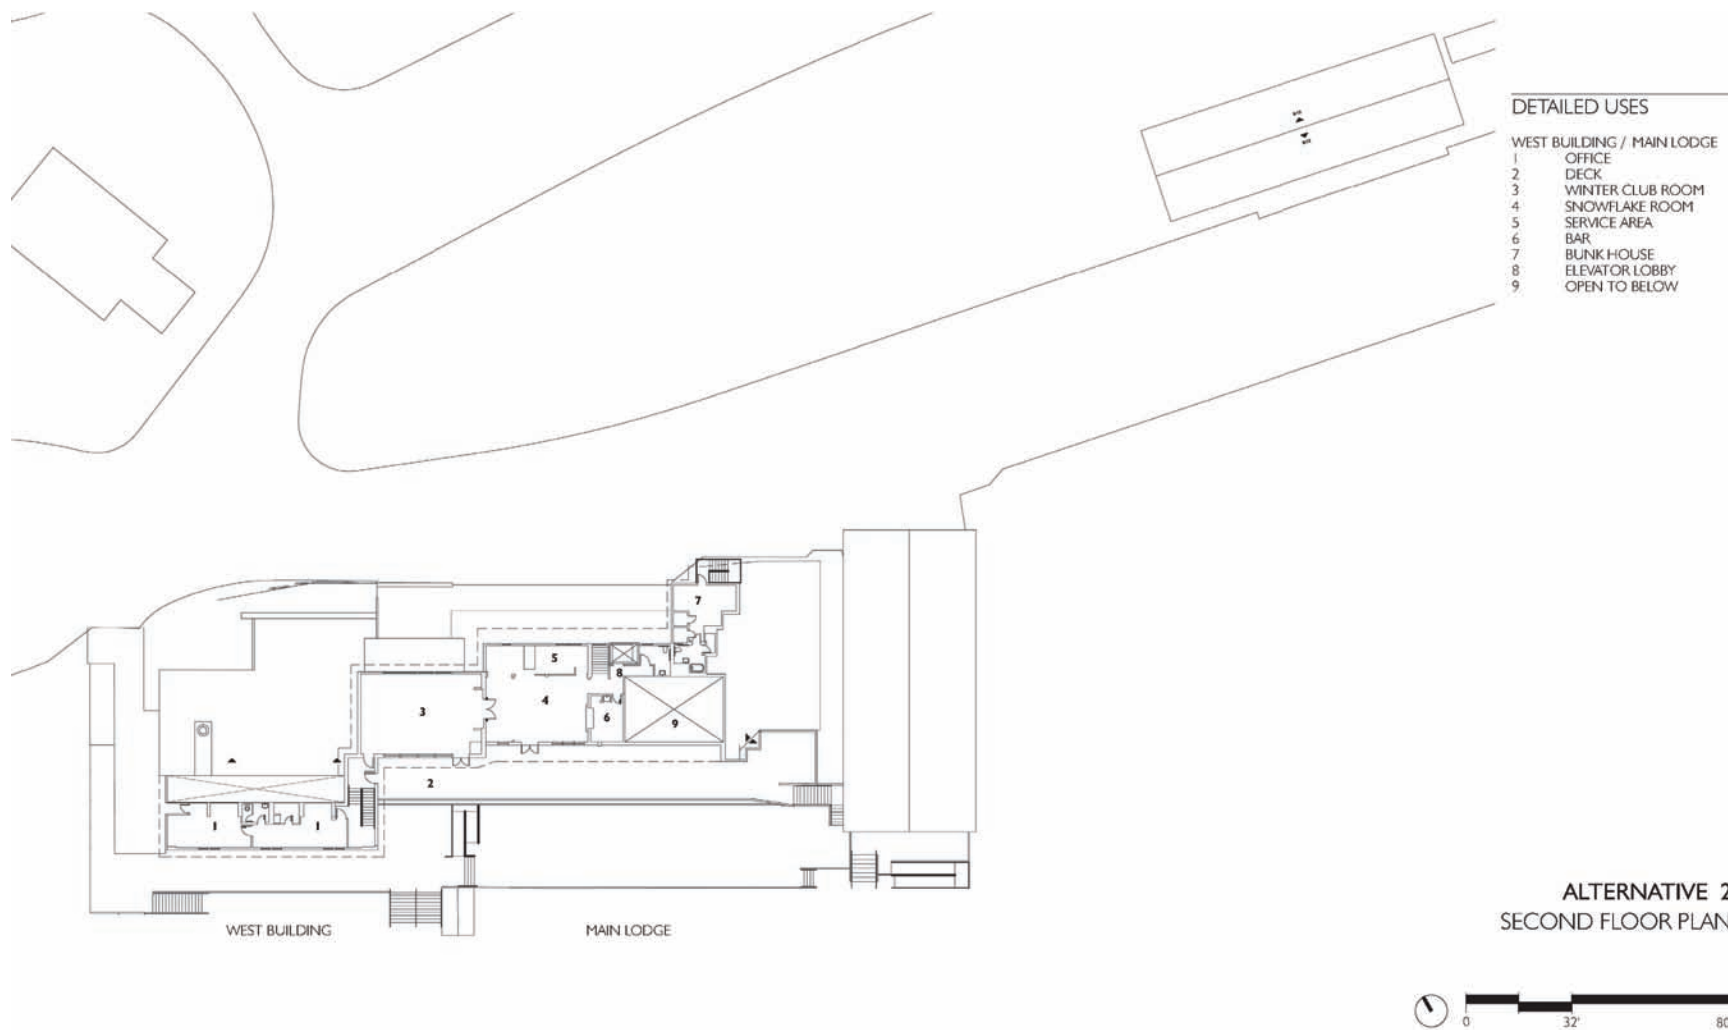 DETAILED USES
WEST BUILDING / MAIN LODGE
1 OFFICE
2 DECK
3 WINTER CLUB ROOM
4 SNOWFLAKE ROOM
5 SERVICE AREA
6 BAR
7 BUNK HOUSE
8 ELEVATOR LOBBY
9 OPEN TO BELOW
7
5
8
4
3
6
9
2
1 1
WEST BUILDING MAIN LODGE
ALTERNATIVE 2
SECOND FLOOR PLAN
0 32' 80